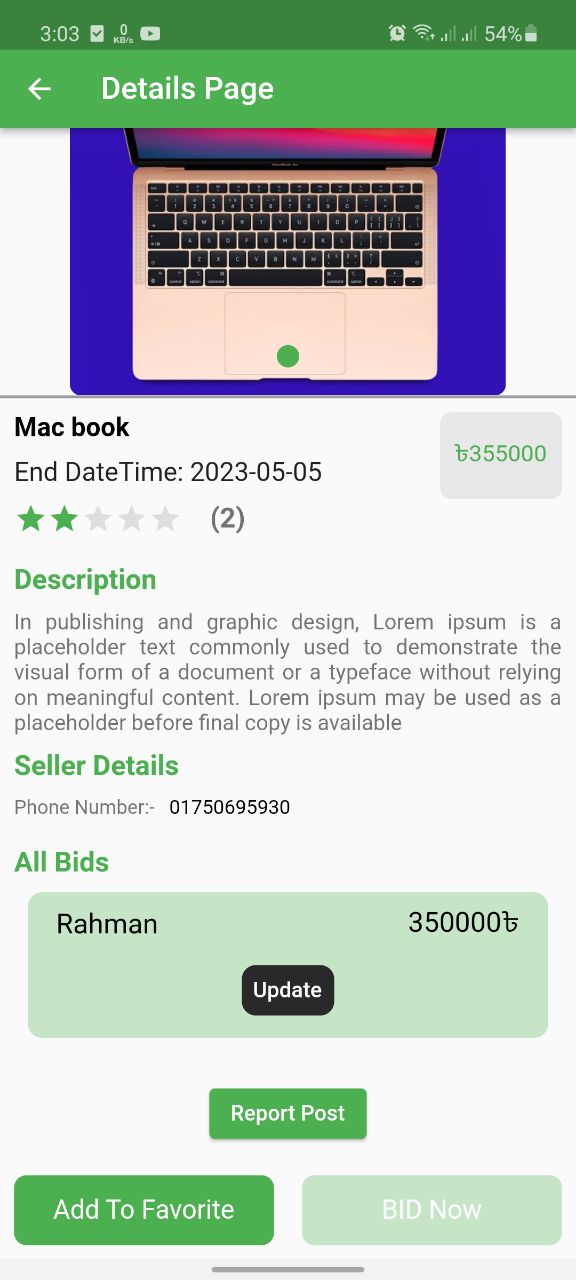 3:03 0 KB/s 54%
Details Page
MacBook Air
Mac book
৳355000
End DateTime: 2023-05-05
(2)
Description
In publishing and graphic design, Lorem ipsum is a
placeholder text commonly used to demonstrate the
visual form of a document or a typeface without relying
on meaningful content. Lorem ipsum may be used as a
placeholder before final copy is available
Seller Details
Phone Number:- 01750695930
All Bids
Rahman 350000৳
Update
Report Post
Add To Favorite BID Now